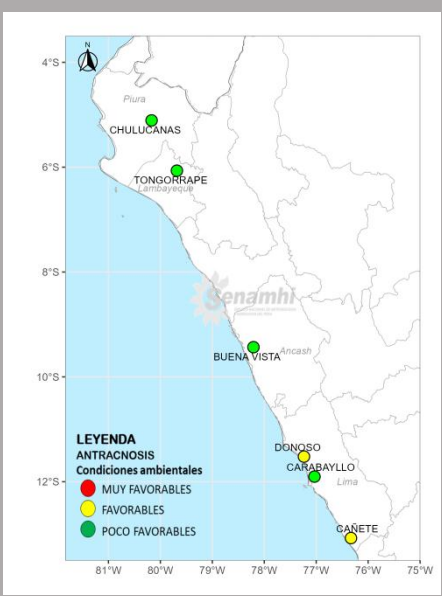 N
4°S
Piura
CHULUCANAS
6°S
TONGORRAPE
Lambayeque
8°S
Senamhi
BUENA VISTA
Ancash
10°S
LEYENDA
ANTRACNOSIS
Condiciones ambientales
MUY FAVORABLES
FAVORABLES
POCO FAVORABLES
DONOSO
CARABAYLLO
12°S
Lima
CAÑETE
81°W 80°W 79°W 78°W 77°W 76°W 75°W